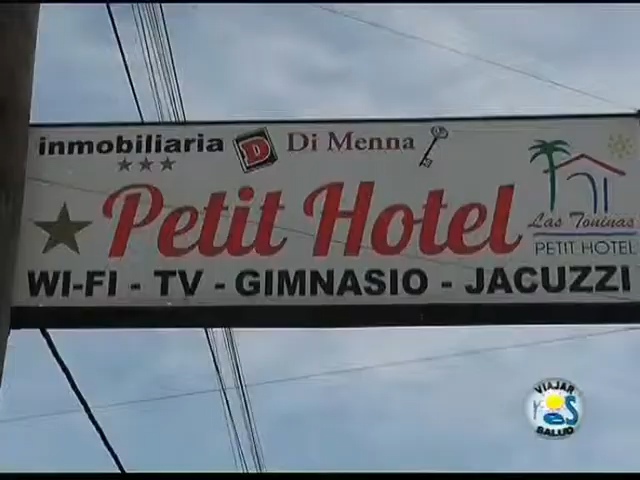 inmobiliaria D Di Menna
Petit Hotel
Las Toninas
PETIT HOTEL
WI-FI - TV - GIMNASIO - JACUZZI
VIAJAR
ES
SALUD